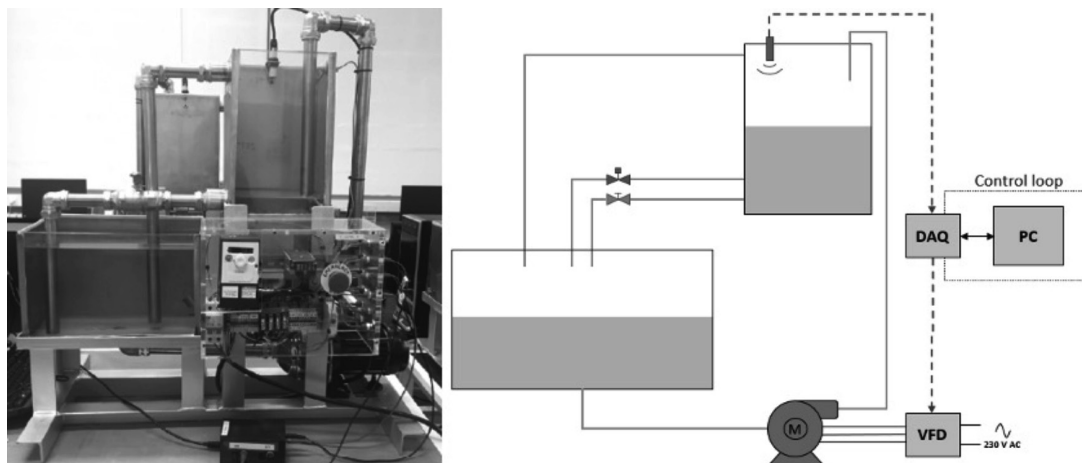 Control loop
DAQ
PC
M
VFD
230 V AC